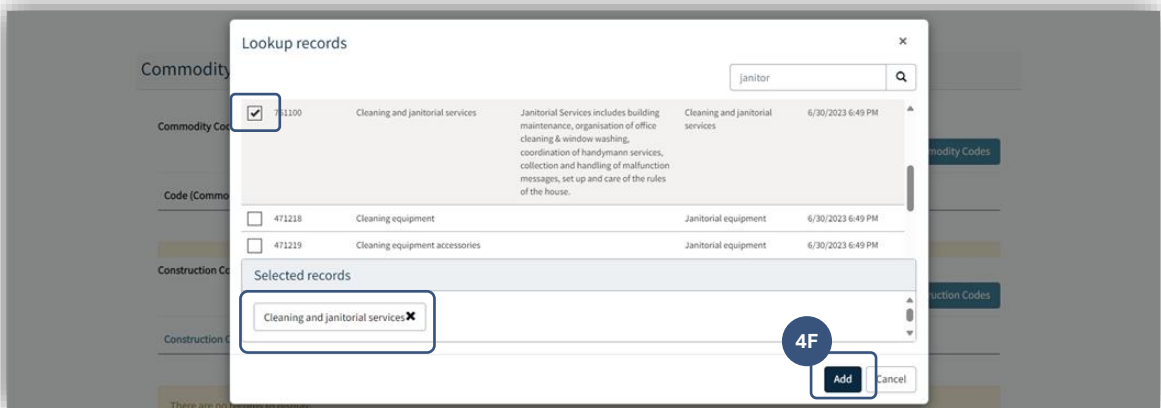 Lookup records
×
janitor
Commodity
761100 Cleaning and janitorial services Janitorial Services includes building Cleaning and janitorial 6/30/2023 6:49 PM
maintenance, organisation of office services
cleaning & window washing,
coordination of handymann services,
collection and handling of malfunction
messages, set up and care of the rules
of the house.
Commodity Cod
modity Codes
Code (Commo
471218 Cleaning equipment Janitorial equipment 6/30/2023 6:49 PM
471219 Cleaning equipment accessories Janitorial equipment 6/30/2023 6:49 PM
Construction Co
Selected records
ruction Codes
Cleaning and janitorial services✖
Construction C
4F
Add Cancel
There are no records to display.